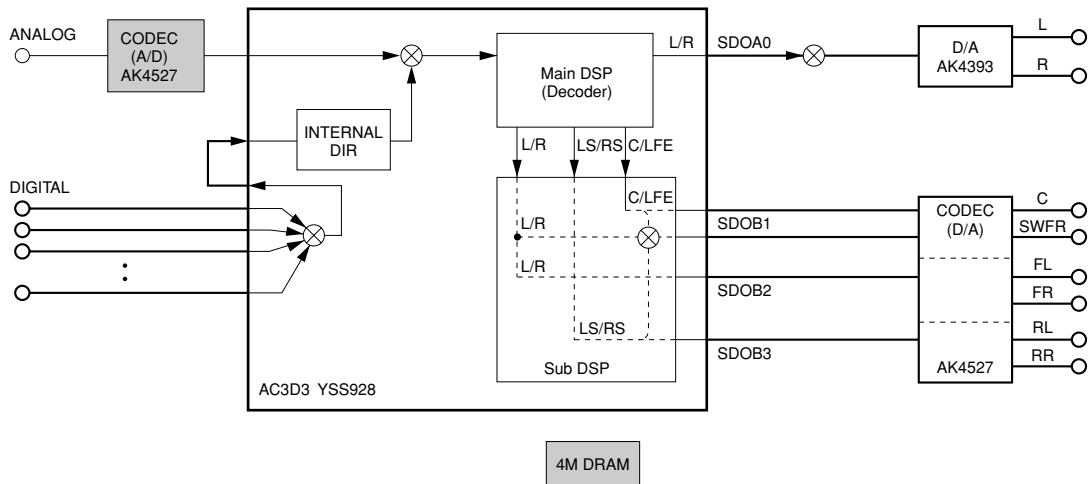 ANALOG
CODEC
(A/D)
AK4527
L/R
SDOA0
D/A
AK4393
L
R
Main DSP
(Decoder)
INTERNAL
DIR
L/R
LS/RS
C/LFE
DIGITAL
C/LFE
SDOB1
L/R
L/R
SDOB2
LS/RS
SDOB3
Sub DSP
CODEC
(D/A)
AK4527
C
SWFR
FL
FR
RL
RR
AC3D3 YSS928
4M DRAM